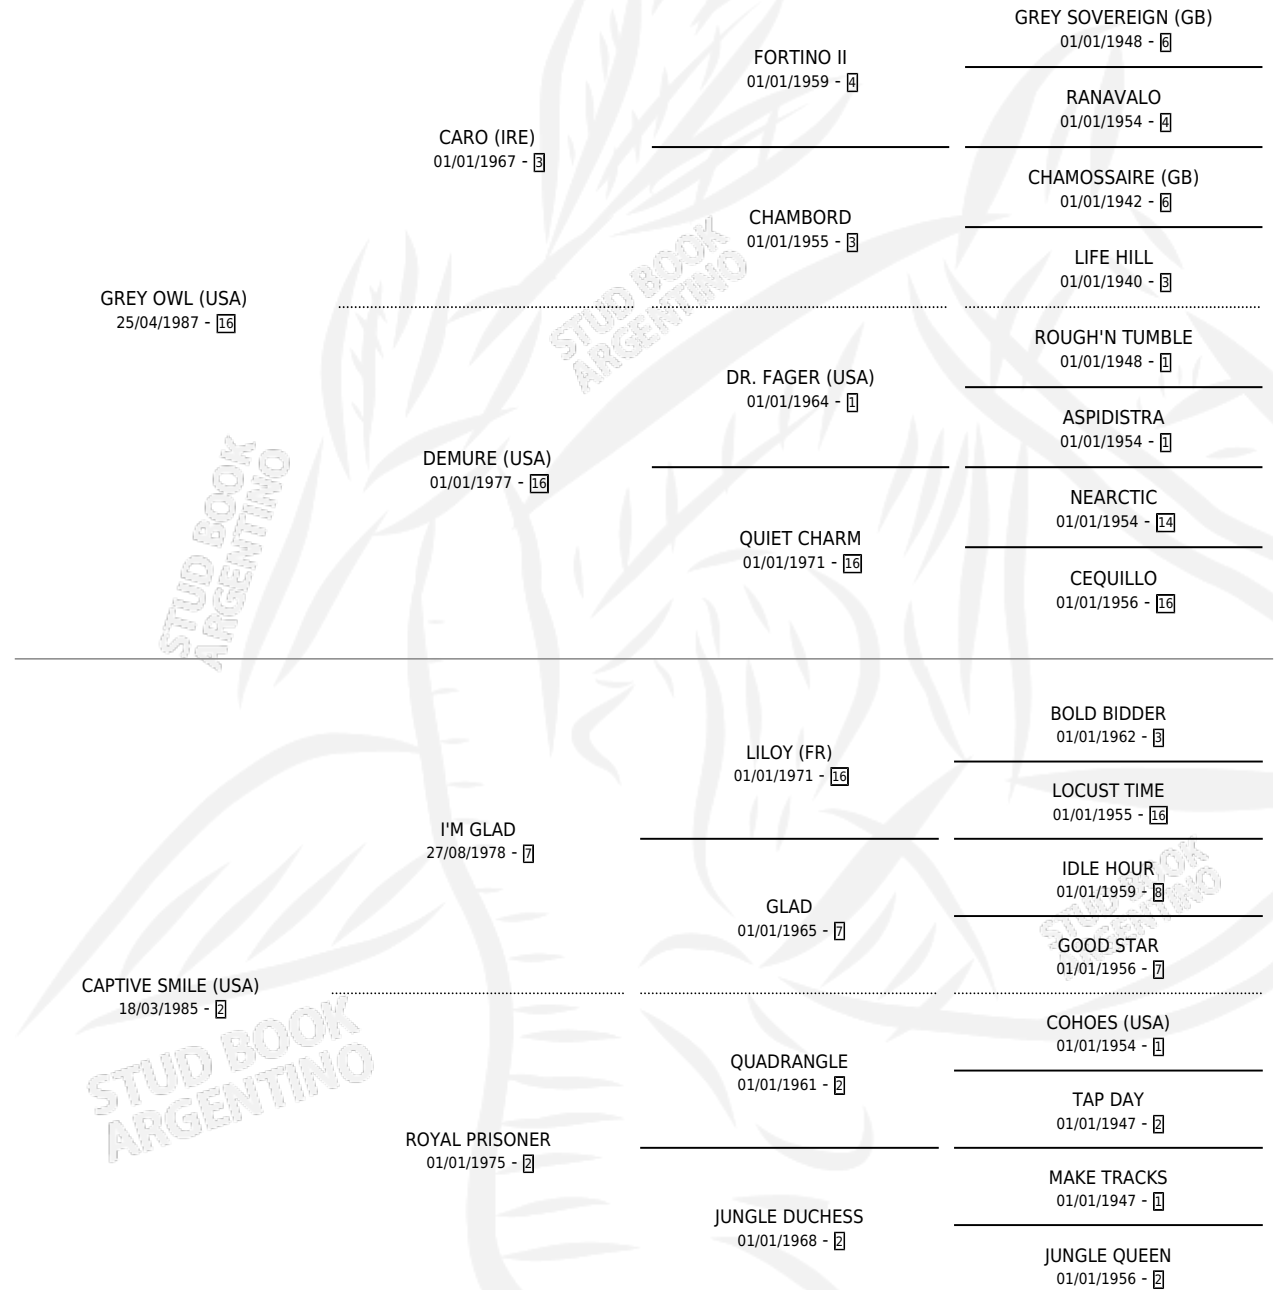 GREY SOVEREIGN (GB)
01/01/1948 - 6
FORTINO II
01/01/1959 - 4
RANAVALO
01/01/1954 - 4
CARO (IRE)
01/01/1967 - 3
CHAMOSSAIRE (GB)
01/01/1942 - 6
CHAMBORD
01/01/1955 - 3
LIFE HILL
01/01/1940 - 3
GREY OWL (USA)
25/04/1987 - 16
STUD BOOK
ARGENTINO
ROUGH'N TUMBLE
01/01/1948 - 1
DR. FAGER (USA)
01/01/1964 - 1
ASPIDISTRA
01/01/1954 - 1
DEMURE (USA)
01/01/1977 - 16
NEARCTIC
01/01/1954 - 14
QUIET CHARM
01/01/1971 - 16
CEQUILLO
01/01/1956 - 16
STUD BOOK
ARGENTINO
BOLD BIDDER
01/01/1962 - 3
LILOY (FR)
01/01/1971 - 16
LOCUST TIME
01/01/1955 - 16
I'M GLAD
27/08/1978 - 7
IDLE HOUR
01/01/1959 - 8
GLAD
01/01/1965 - 7
GOOD STAR
01/01/1956 - 7
STUD BOOK
ARGENTINO
CAPTIVE SMILE (USA)
18/03/1985 - 2
STUD BOOK
ARGENTINO
COHOES (USA)
01/01/1954 - 1
QUADRANGLE
01/01/1961 - 2
TAP DAY
01/01/1947 - 2
ROYAL PRISONER
01/01/1975 - 2
MAKE TRACKS
01/01/1947 - 1
JUNGLE DUCHESS
01/01/1968 - 2
JUNGLE QUEEN
01/01/1956 - 2